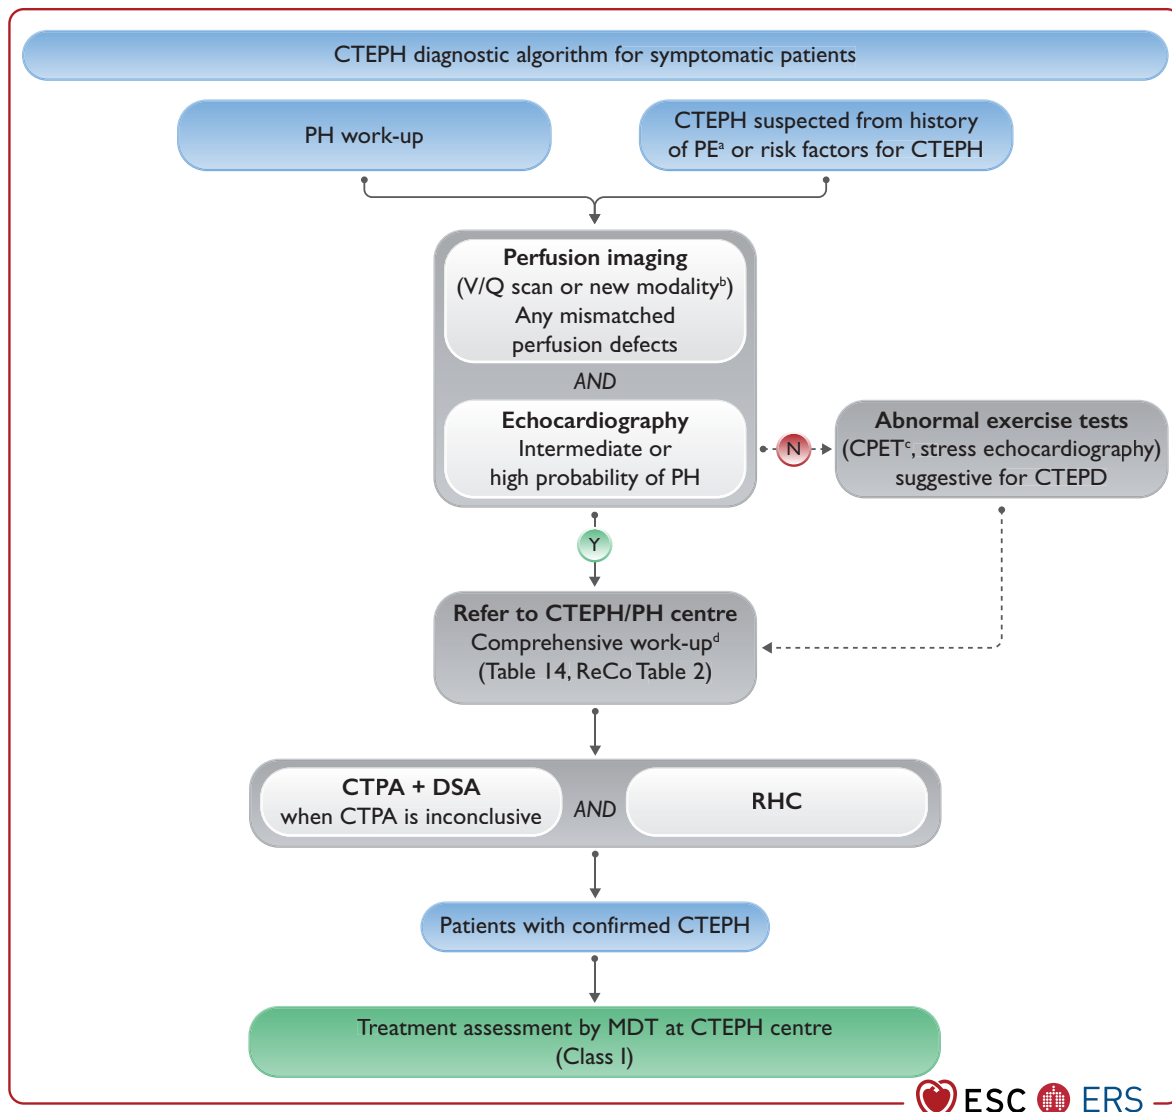 CTEPH diagnostic algorithm for symptomatic patients
PH work-up
CTEPH suspected from history
of PEᵃ or risk factors for CTEPH
Perfusion imaging
(V/Q scan or new modalityᵇ)
Any mismatched
perfusion defects
AND
Echocardiography
Intermediate or
high probability of PH
N
Abnormal exercise tests
(CPETᶜ, stress echocardiography)
suggestive for CTEPD
Y
Refer to CTEPH/PH centre
Comprehensive work-upᵈ
(Table 14, ReCo Table 2)
CTPA + DSA
when CTPA is inconclusive
AND
RHC
Patients with confirmed CTEPH
Treatment assessment by MDT at CTEPH centre
(Class I)
ESC ERS